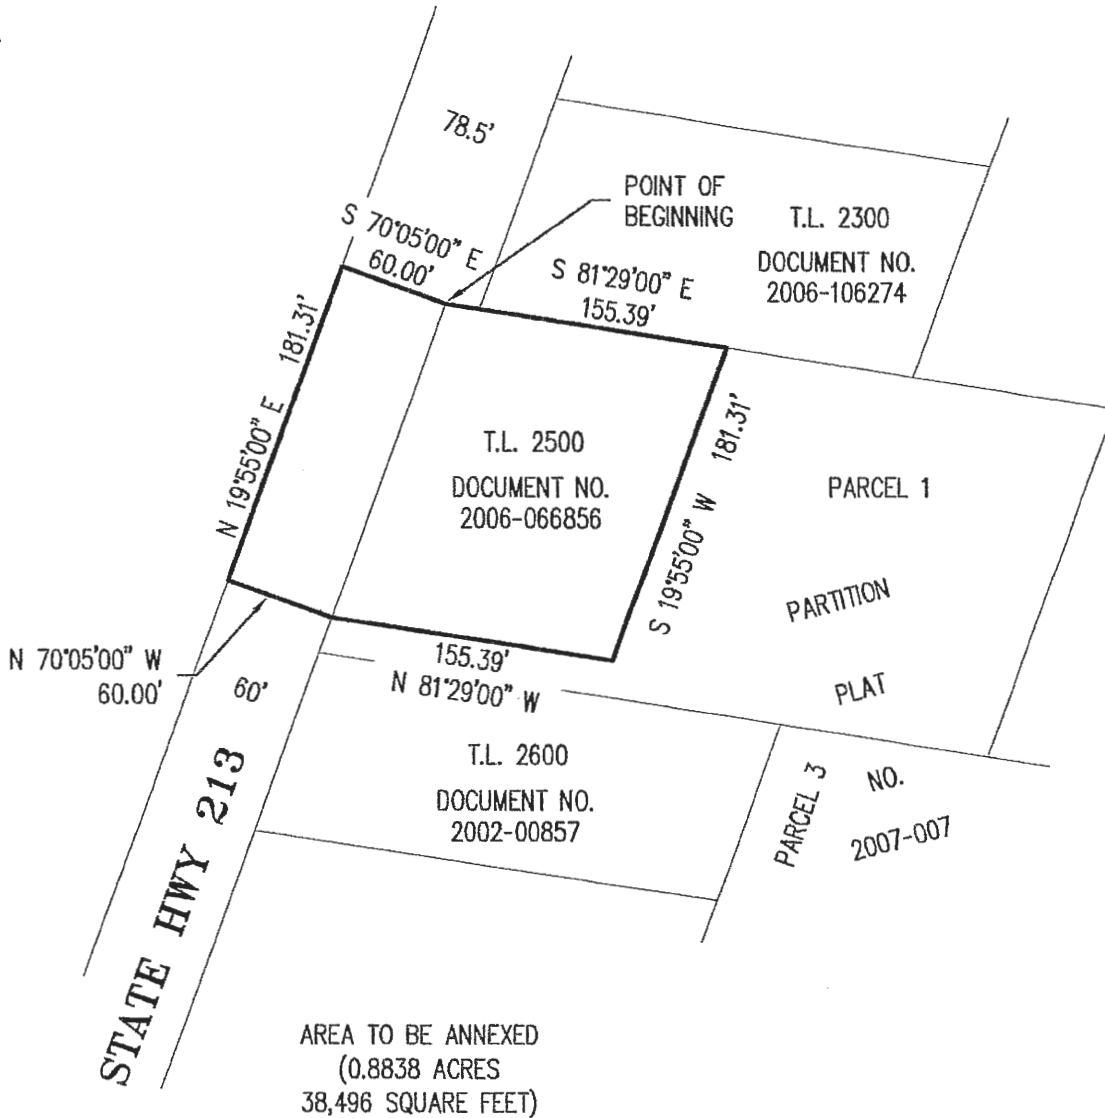 78.5'
POINT OF
BEGINNING
T.L. 2300
DOCUMENT NO.
2006-106274
S 70°05'00" E
60.00'
S 81°29'00" E
155.39'
N 19°55'00" E 181.31'
T.L. 2500
DOCUMENT NO.
2006-066856
S 19°55'00" W 181.31'
PARCEL 1
PARTITION
PLAT
N 70°05'00" W
60.00'
60'
155.39'
N 81°29'00" W
T.L. 2600
DOCUMENT NO.
2002-00857
PARCEL 3
NO.
2007-007
STATE HWY 213
AREA TO BE ANNEXED
(0.8838 ACRES
38,496 SQUARE FEET)